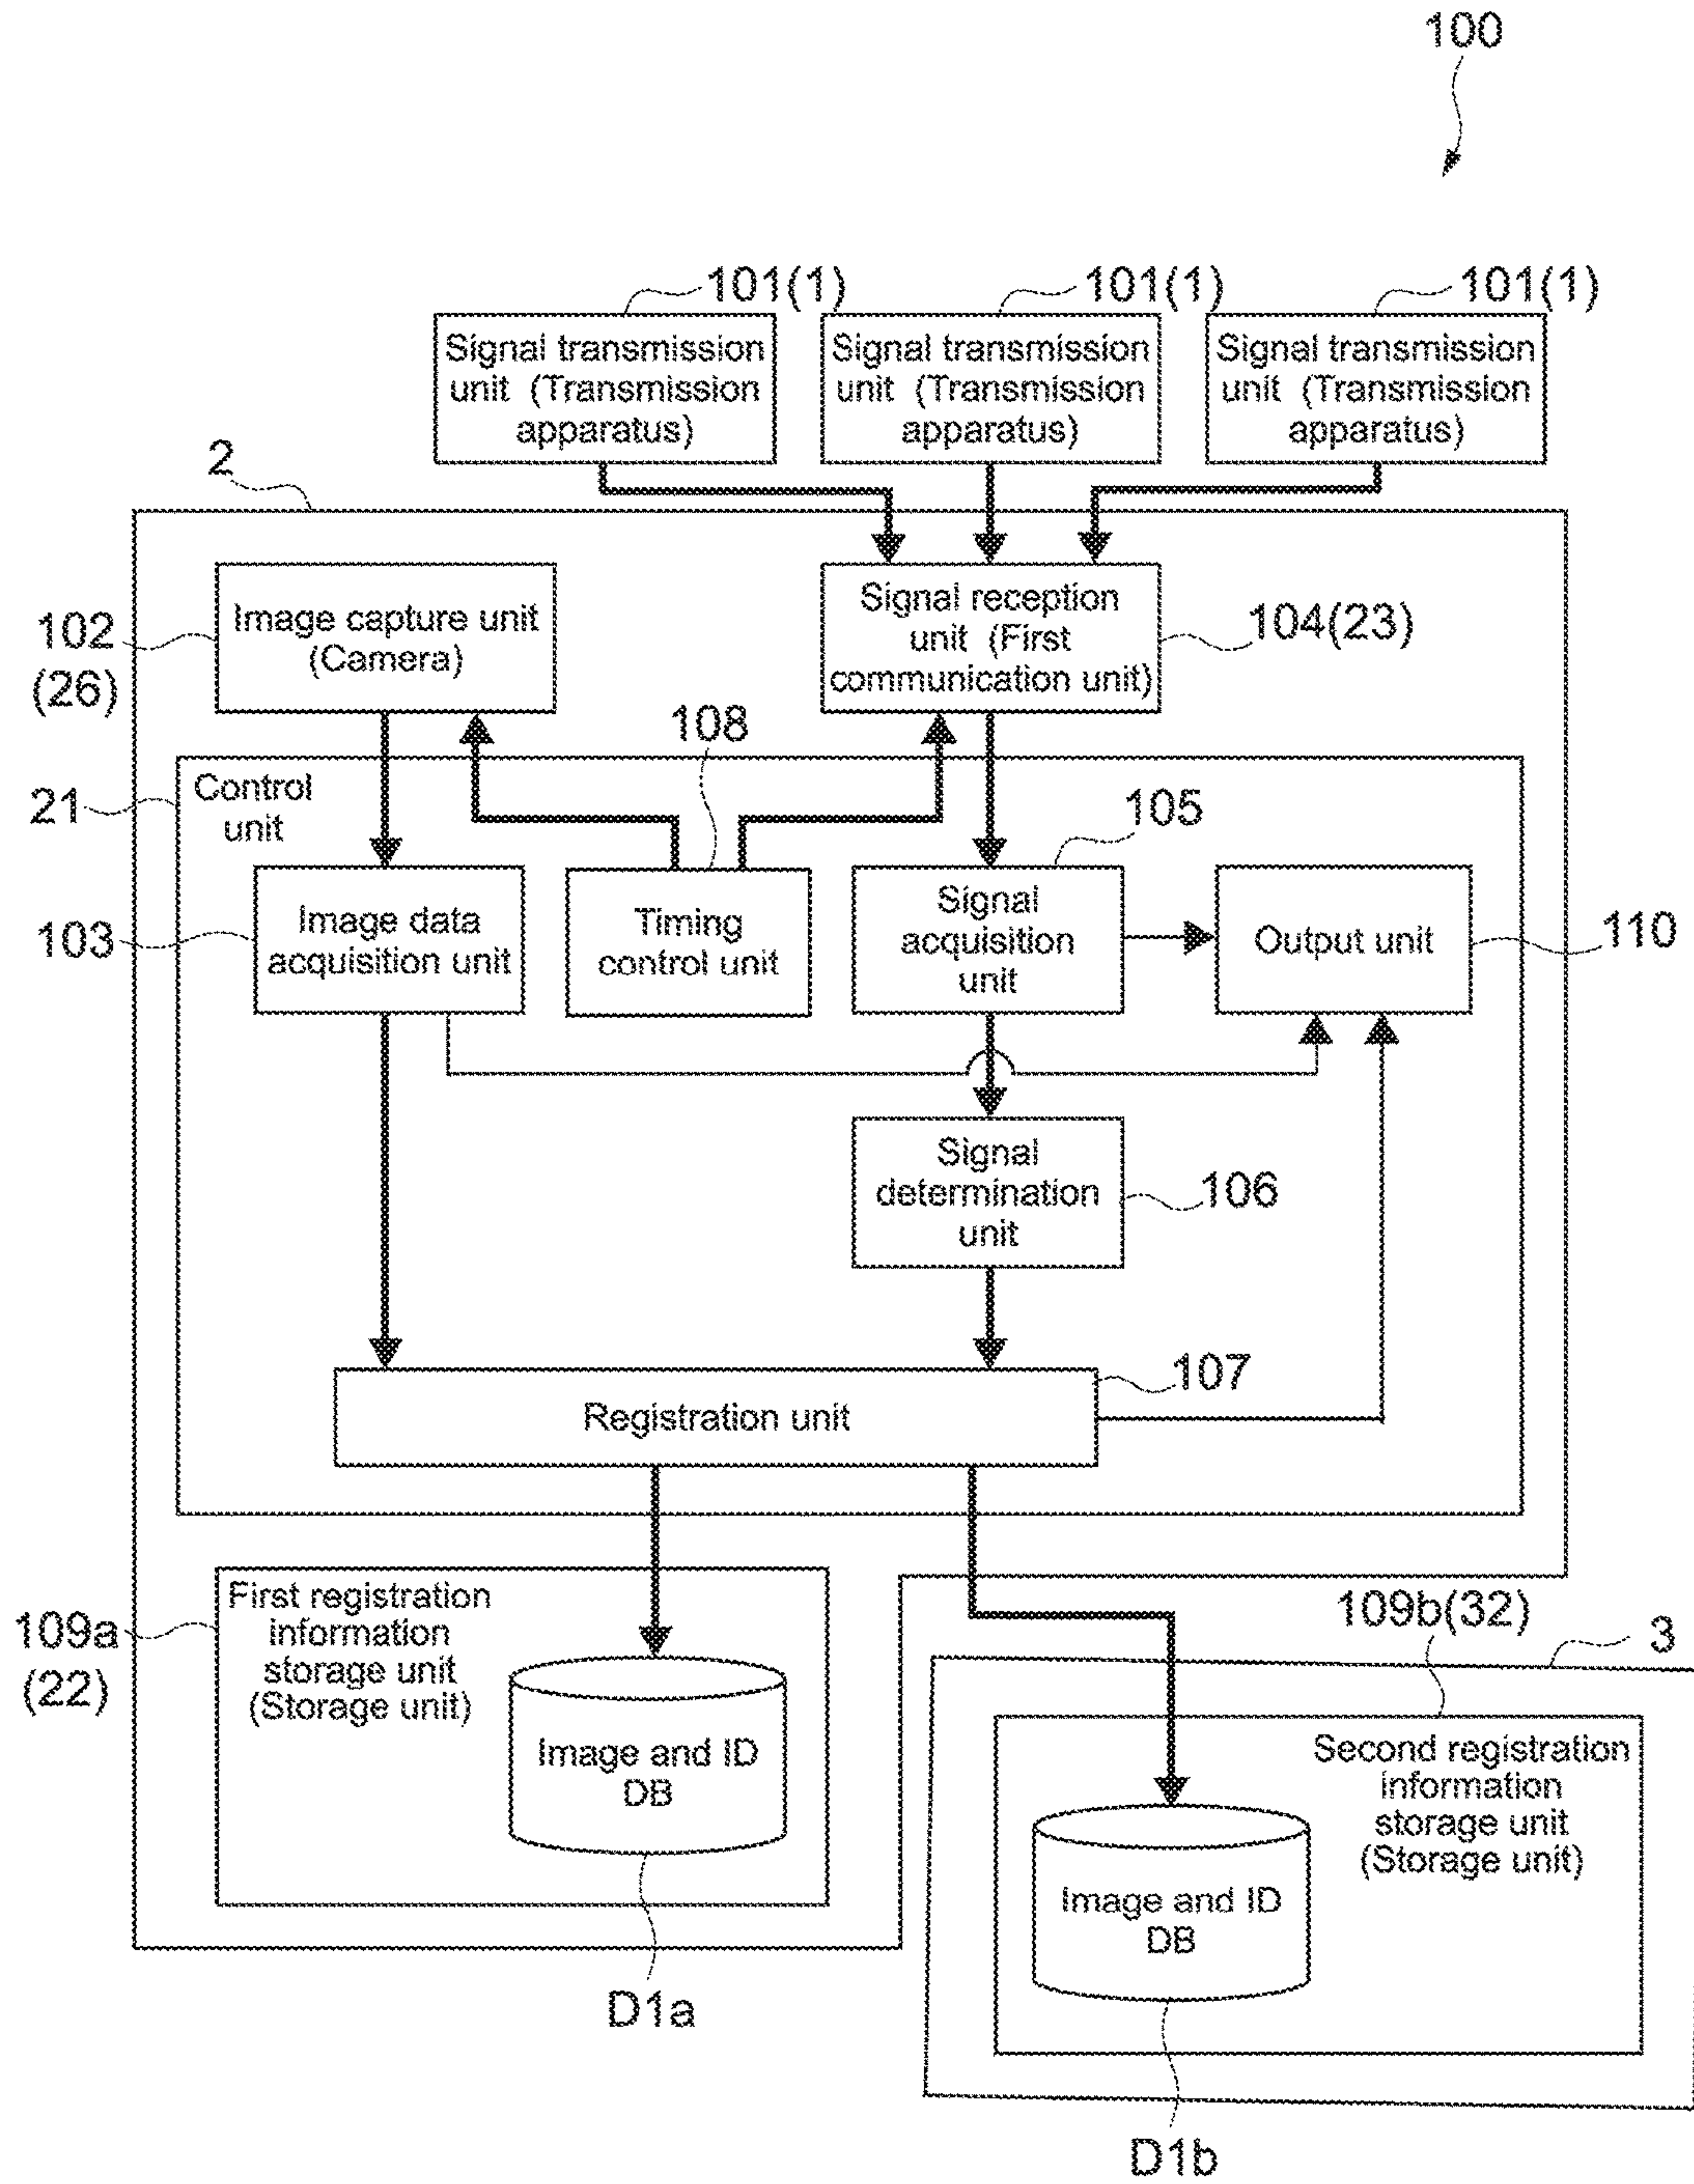 100
101(1)
101(1)
101(1)
Signal transmission
unit (Transmission
apparatus)
Signal transmission
unit (Transmission
apparatus)
Signal transmission
unit (Transmission
apparatus)
2
Image capture unit
(Camera)
102
(26)
Signal reception
unit (First
communication unit)
104(23)
108
21
Control
unit
105
Image data
acquisition unit
103
Timing
control unit
Signal
acquisition
unit
Output unit
110
Signal
determination
unit
106
107
Registration unit
First registration
information
storage unit
(Storage unit)
109a
(22)
Image and ID
DB
D1a
109b(32)
3
Second registration
information
storage unit
(Storage unit)
Image and ID
DB
D1b